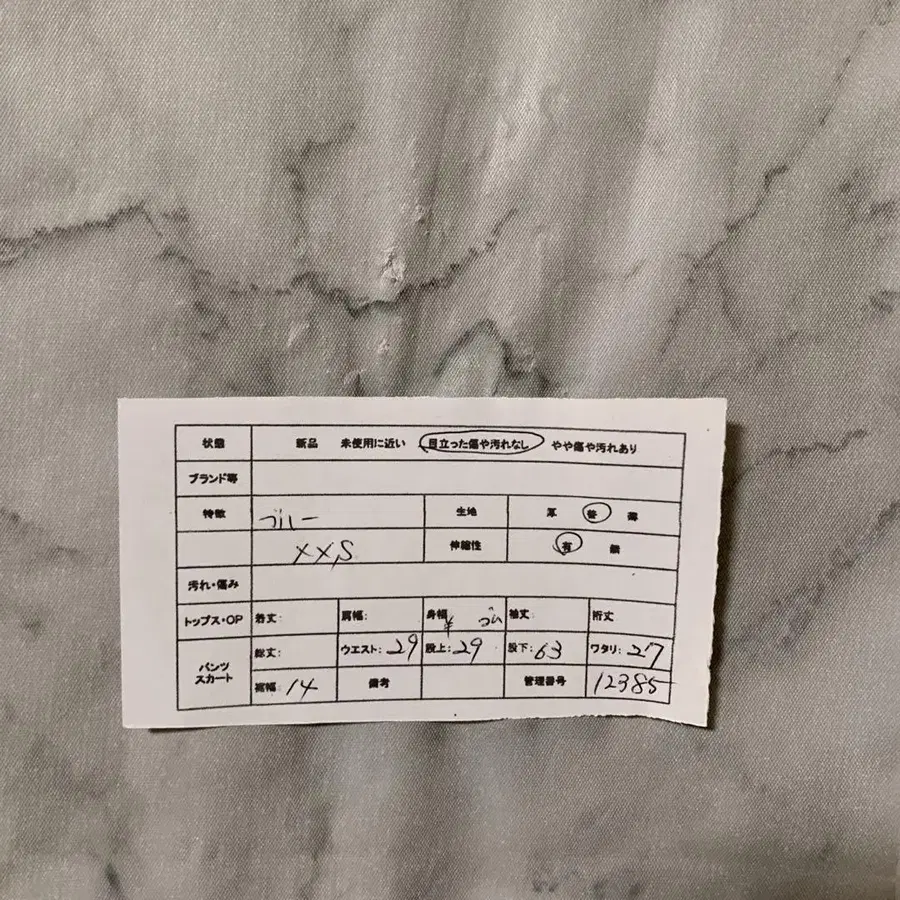 状態 新品 未使用に近い 目立った傷や汚れなし やや傷や汚れあり
ブランド等
特徴 ブルー 生地 厚 普 薄
XXS 伸縮性 有 無
汚れ・傷み
トップス・OP 着丈: 肩幅: 身幅 袖丈: 裄丈
パンツ スカート 総丈: ウエスト: 29 股上: 29 股下: 63 ワタリ: 27
裾幅: 14 備考 管理番号 12385